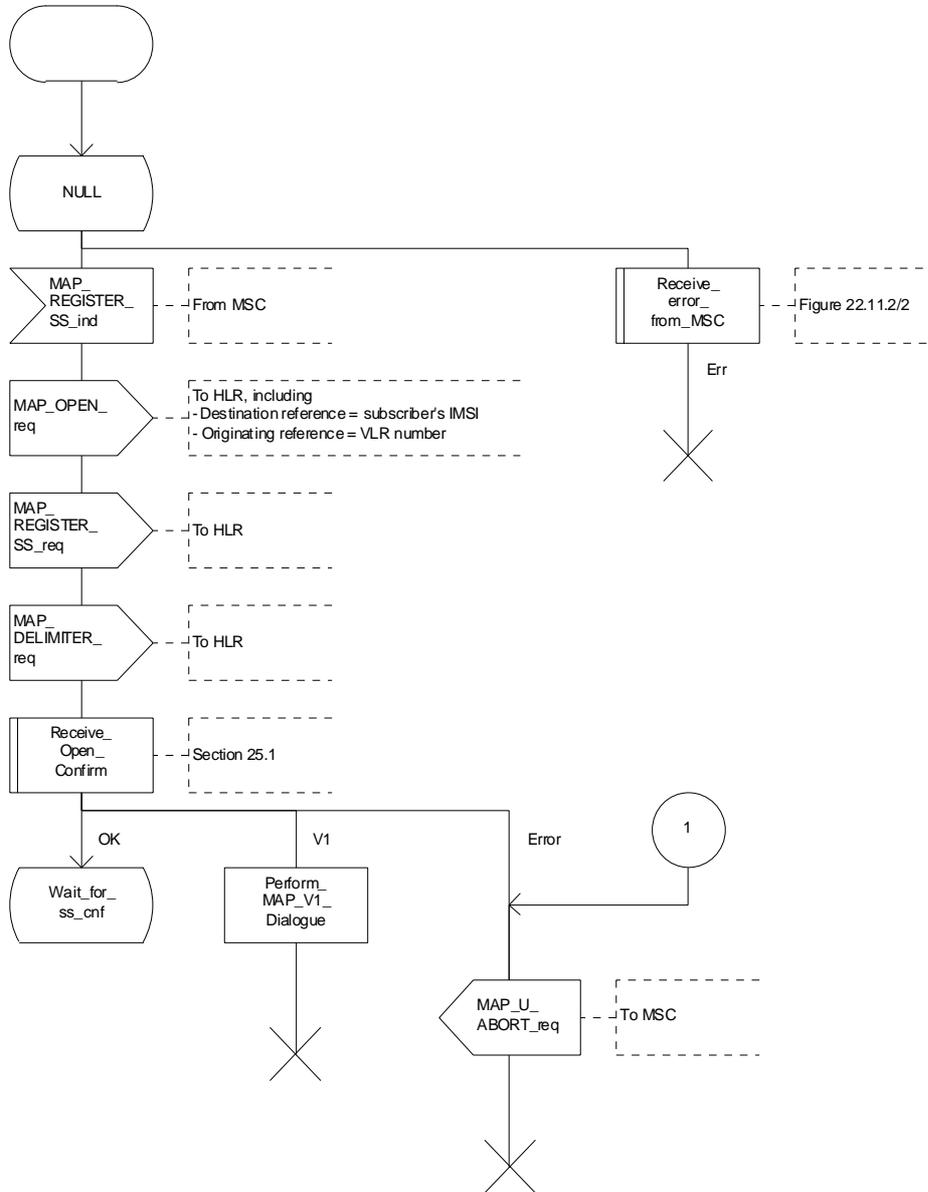 NULL
MAP_
REGISTER_
SS_ind
From MSC
Receive_
error_
from_MSC
Figure 22.11.2/2
Err
MAP_OPEN_
req
To HLR, including
- Destination reference = subscriber's IMSI
- Originating reference = VLR number
MAP_
REGISTER_
SS_req
To HLR
MAP_
DELIMITER_
req
To HLR
Receive_
Open_
Confirm
Section 25.1
OK
V1
Error
1
Wait_for_
ss_cnf
Perform_
MAP_V1_
Dialogue
MAP_U_
ABORT_req
To MSC